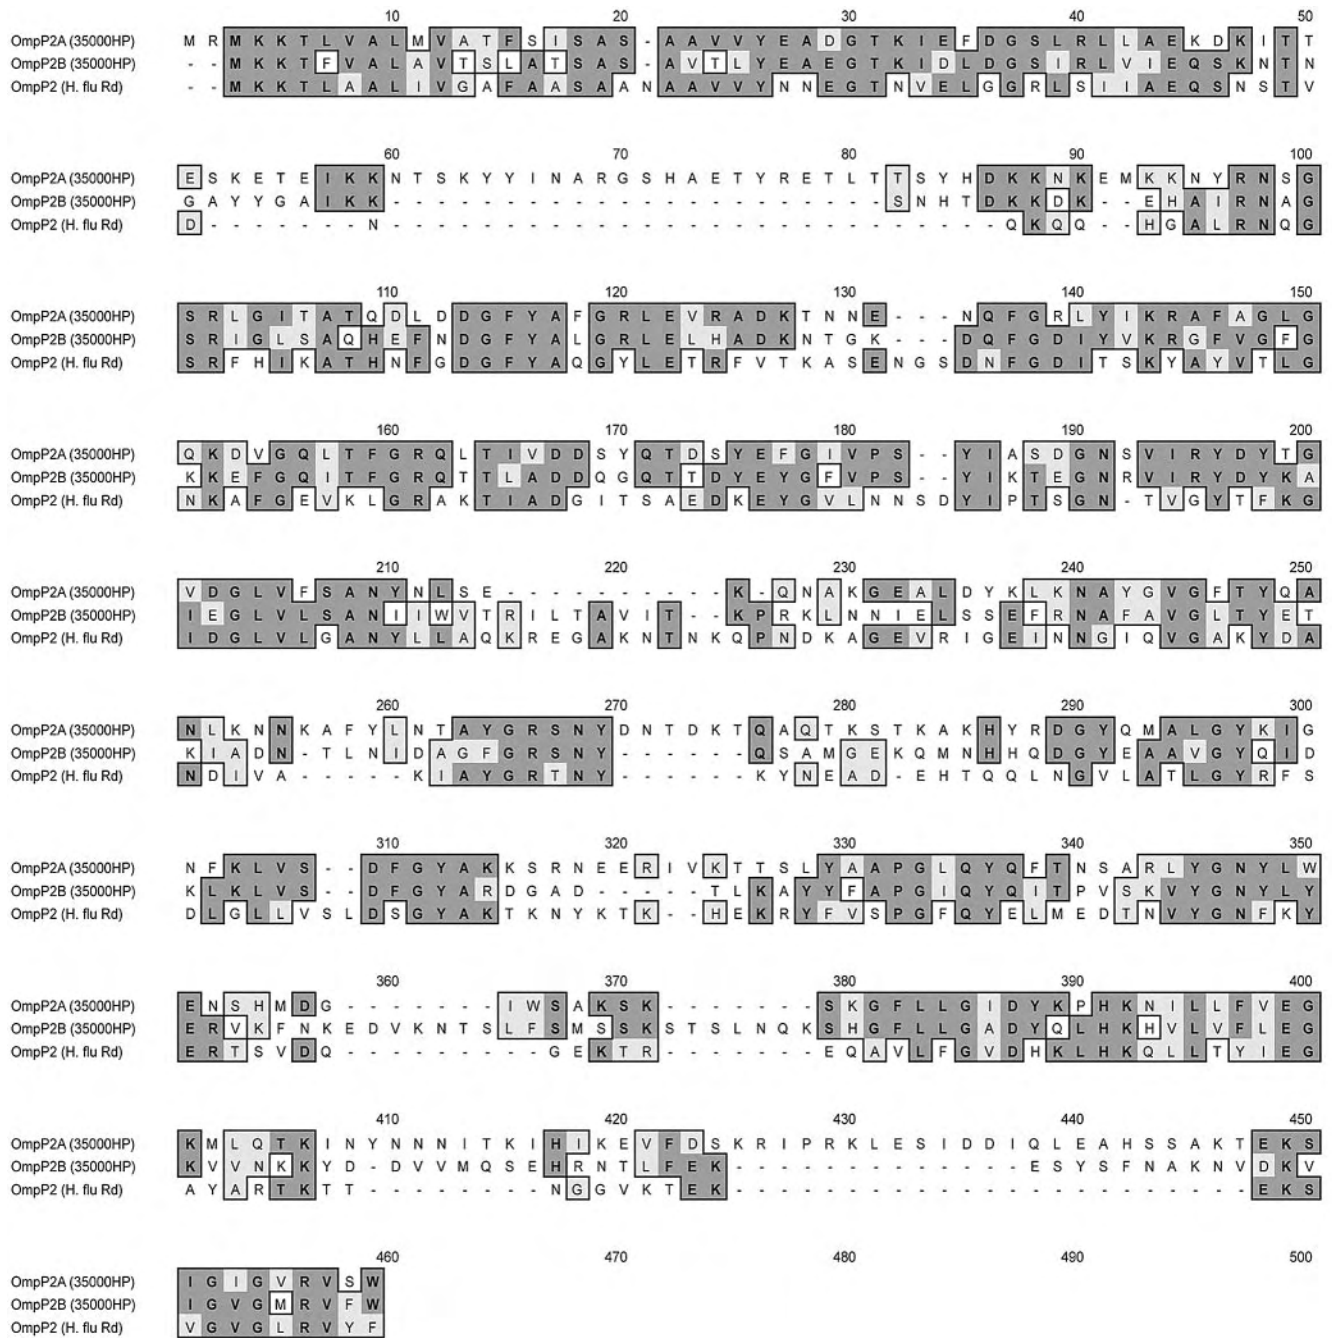 10 20 30 40 50
OmpP2A (35000HP) M R M K K T L V A L M V A T F S I S A S - A A V V Y E A D G T K I E F D G S L R L L A E K D K I T T
OmpP2B (35000HP) - - M K K T F V A L A V T S L A T S A S - A V T L Y E A E G T K I D L D G S I R L V I E Q S K N T N
OmpP2 (H. flu Rd) - - M K K T L A A L I V G A F A A S A A N A A V V Y N N E G T N V E L G G R L S I I A E Q S N S T V
60 70 80 90 100
OmpP2A (35000HP) E S K E T E I K K N T S K Y Y I N A R G S H A E T Y R E T L T T S Y H D K K N K E M K K N Y R N S G
OmpP2B (35000HP) G A Y Y G A I K K - - - - - - - - - - - - - - - - - - - - - - S N H T D K K D K - - E H A I R N A G
OmpP2 (H. flu Rd) D - - - - - - - N - - - - - - - - - - - - - - - - - - - - - - - - - - - Q K Q Q - - H G A L R N Q G
110 120 130 140 150
OmpP2A (35000HP) S R L G I T A T Q D L D D G F Y A F G R L E V R A D K T N N E - - - N Q F G R L Y I K R A F A G L G
OmpP2B (35000HP) S R I G L S A Q H E F N D G F Y A L G R L E L H A D K N T G K - - - D Q F G D I Y V K R G F V G F G
OmpP2 (H. flu Rd) S R F H I K A T H N F G D G F Y A Q G Y L E T R F V T K A S E N G S D N F G D I T S K Y A Y V T L G
160 170 180 190 200
OmpP2A (35000HP) Q K D V G Q L T F G R Q L T I V D D S Y Q T D S Y E F G I V P S - - Y I A S D G N S V I R Y D Y T G
OmpP2B (35000HP) K K E F G Q I T F G R Q T T L A D D Q G Q T T D Y E Y G F V P S - - Y I K T E G N R V I R Y D Y K A
OmpP2 (H. flu Rd) N K A F G E V K L G R A K T I A D G I T S A E D K E Y G V L N N S D Y I P T S G N - T V G Y T F K G
210 220 230 240 250
OmpP2A (35000HP) V D G L V F S A N Y N L S E - - - - - - - - - - K - Q N A K G E A L D Y K L K N A Y G V G F T Y Q A
OmpP2B (35000HP) I E G L V L S A N I I W V T R I L T A V I T - - K P R K L N N I E L S S E F R N A F A V G L T Y E T
OmpP2 (H. flu Rd) I D G L V L G A N Y L L A Q K R E G A K N T N K Q P N D K A G E V R I G E I N N G I Q V G A K Y D A
260 270 280 290 300
OmpP2A (35000HP) N L K N N K A F Y L N T A Y G R S N Y D N T D K T Q A Q T K S T K A K H Y R D G Y Q M A L G Y K I G
OmpP2B (35000HP) K I A D N - T L N I D A G F G R S N Y - - - - - - Q S A M G E K Q M N H H Q D G Y E A A V G Y Q I D
OmpP2 (H. flu Rd) N D I V A - - - - - K I A Y G R T N Y - - - - - - K Y N E A D - E H T Q Q L N G V L A T L G Y R F S
310 320 330 340 350
OmpP2A (35000HP) N F K L V S - - D F G Y A K K S R N E E R I V K T T S L Y A A P G L Q Y Q F T N S A R L Y G N Y L W
OmpP2B (35000HP) K L K L V S - - D F G Y A R D G A D - - - - - T L K A Y Y F A P G I Q Y Q I T P V S K V Y G N Y L Y
OmpP2 (H. flu Rd) D L G L L V S L D S G Y A K T K N Y K T K - - H E K R Y F V S P G F Q Y E L M E D T N V Y G N F K Y
360 370 380 390 400
OmpP2A (35000HP) E N S H M D G - - - - - - - I W S A K S K - - - - - - - S K G F L L G I D Y K P H K N I L L F V E G
OmpP2B (35000HP) E R V K F N K E D V K N T S L F S M S S K S T S L N Q K S H G F L L G A D Y Q L H K H V L V F L E G
OmpP2 (H. flu Rd) E R T S V D Q - - - - - - - - - G E K T R - - - - - - - E Q A V L F G V D H K L H K Q L L T Y I E G
410 420 430 440 450
OmpP2A (35000HP) K M L Q T K I N Y N N N I T K I H I K E V F D S K R I P R K L E S I D D I Q L E A H S S A K T E K S
OmpP2B (35000HP) K V V N K K Y D - D V V M Q S E H R N T L F E K - - - - - - - - - - - - - E S Y S F N A K N V D K V
OmpP2 (H. flu Rd) A Y A R T K T T - - - - - - - - N G G V K T E K - - - - - - - - - - - - - - - - - - - - - - - E K S
460 470 480 490 500
OmpP2A (35000HP) I G I G V R V S W
OmpP2B (35000HP) I G V G M R V F W
OmpP2 (H. flu Rd) V G V G L R V Y F